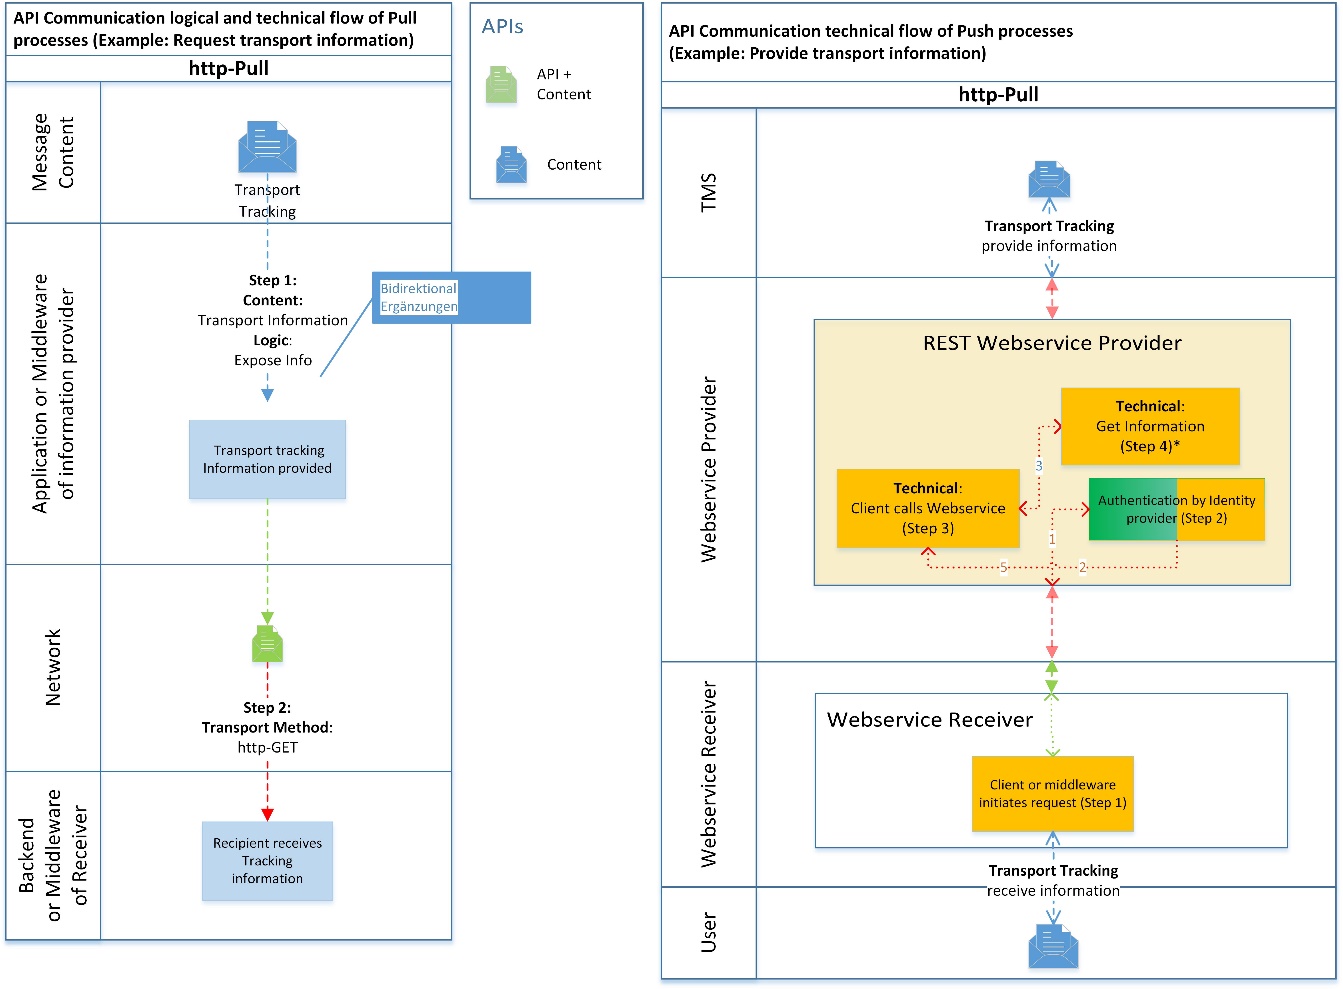 API Communication logical and technical flow of Pull
processes (Example: Request transport information)
http-Pull
Message
Content
Transport
Tracking
Application or Middleware
of information provider
Step 1:
Content:
Transport Information
Logic:
Expose Info
Bidirektional
Ergänzungen
Transport tracking
Information provided
Network
Step 2:
Transport Method:
http-GET
Backend
or Middleware
of Receiver
Recipient receives
Tracking
information
APIs
API +
Content
Content
API Communication technical flow of Push processes
(Example: Provide transport information)
http-Pull
TMS
Transport Tracking
provide information
Webservice Provider
REST Webservice Provider
Technical:
Get Information
(Step 4)*
3
Technical:
Client calls Webservice
(Step 3)
Authentication by Identity
provider (Step 2)
1
5
2
Webservice Receiver
Webservice Receiver
Client or middleware
initiates request (Step 1)
Transport Tracking
receive information
User